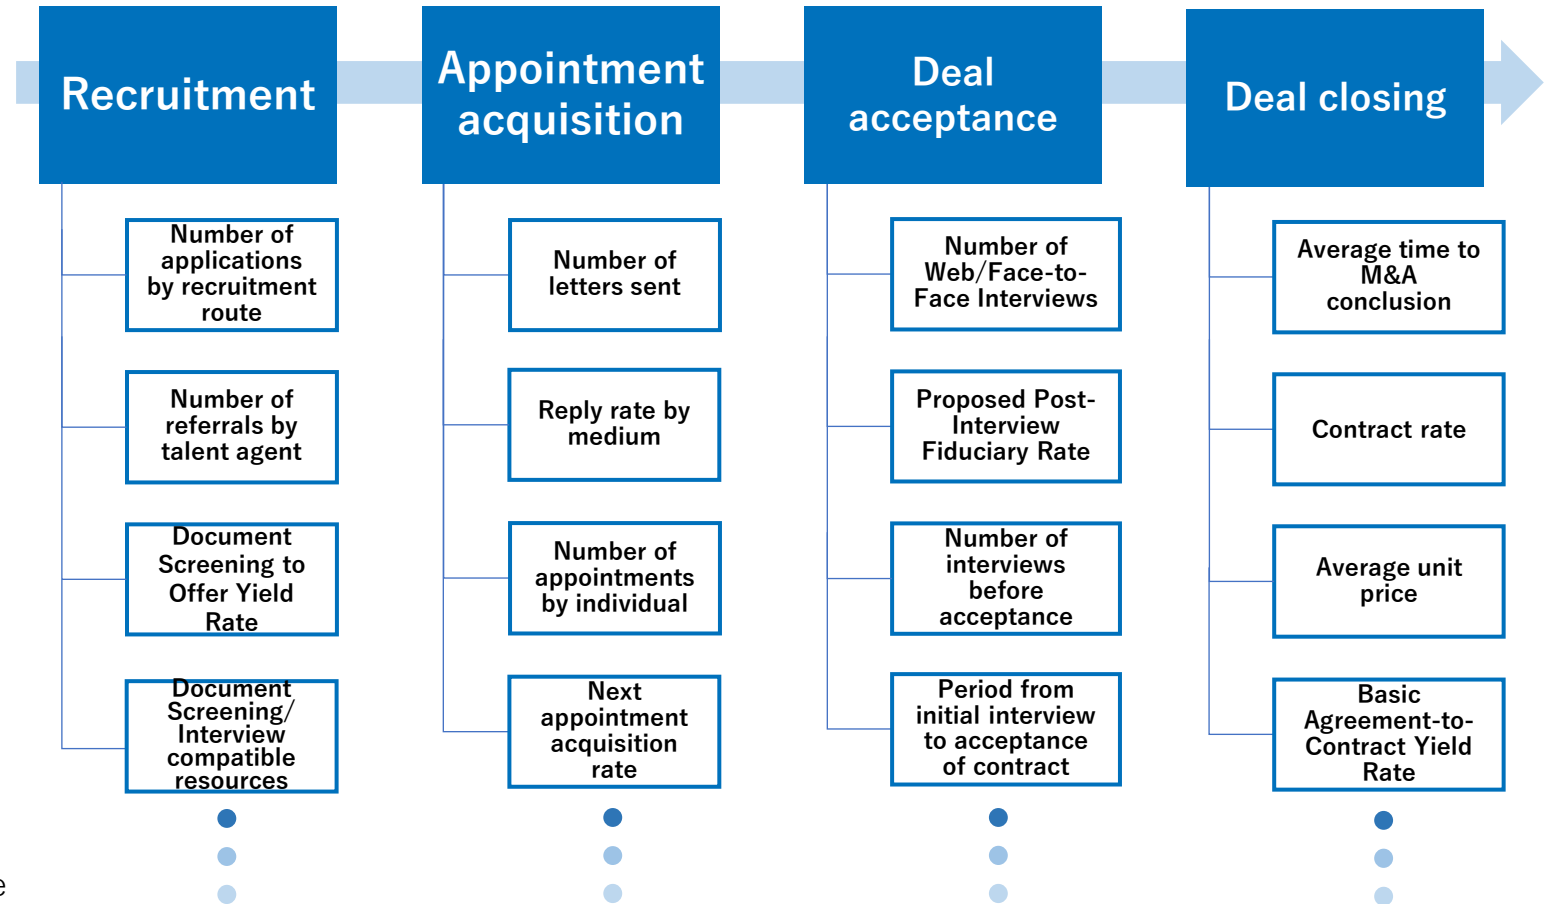 Recruitment
Number of
applications
by recruitment
route
Number of
referrals by
talent agent
Document
Screening to
Offer Yield
Rate
Document
Screening/
Interview
compatible
resources
Appointment
acquisition
Number of
letters sent
Reply rate by
medium
Number of
appointments
by individual
Next
appointment
acquisition
rate
Deal
acceptance
Number of
Web/Face-to-
Face Interviews
Proposed Post-
Interview
Fiduciary Rate
Number of
interviews
before
acceptance
Period from
initial interview
to acceptance
of contract
Deal closing
Average time to
M&A
conclusion
Contract rate
Average unit
price
Basic
Agreement-to-
Contract Yield
Rate
e